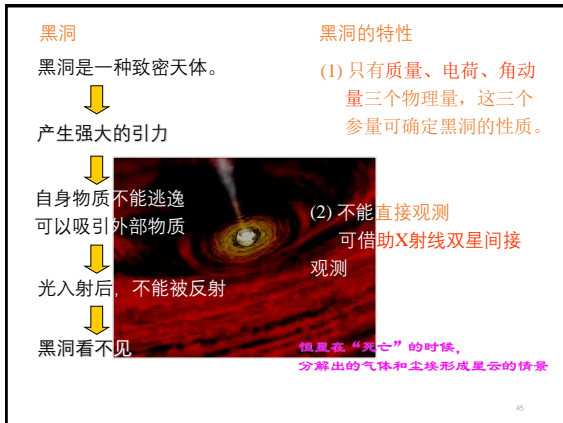 黑洞
黑洞是一种致密天体。
产生强大的引力
自身物质不能逃逸
可以吸引外部物质
光入射后，不能被反射
黑洞看不见
黑洞的特性
(1) 只有质量、电荷、角动
量三个物理量，这三个
参量可确定黑洞的性质。
(2) 不能直接观测
可借助X射线双星间接
观测
恒星在“死亡”的时候，
分解出的气体和尘埃形成星云的情景
45